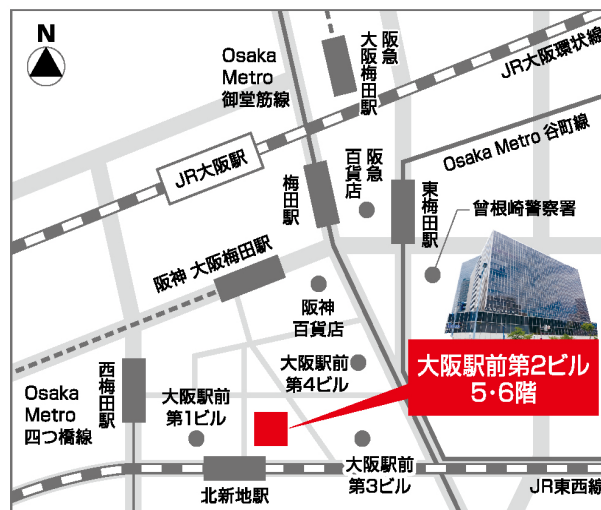 N
Osaka
Metro
御堂筋線
阪急
大阪梅田駅
JR大阪環状線
JR大阪駅
梅田駅
阪急
百貨店
東梅田駅
Osaka Metro 谷町線
曾根崎警察署
阪神 大阪梅田駅
阪神
百貨店
大阪駅前
第4ビル
大阪駅前第2ビル
5・6階
西梅田駅
Osaka
Metro
四つ橋線
大阪駅前
第1ビル
大阪駅前
第3ビル
北新地駅
JR東西線